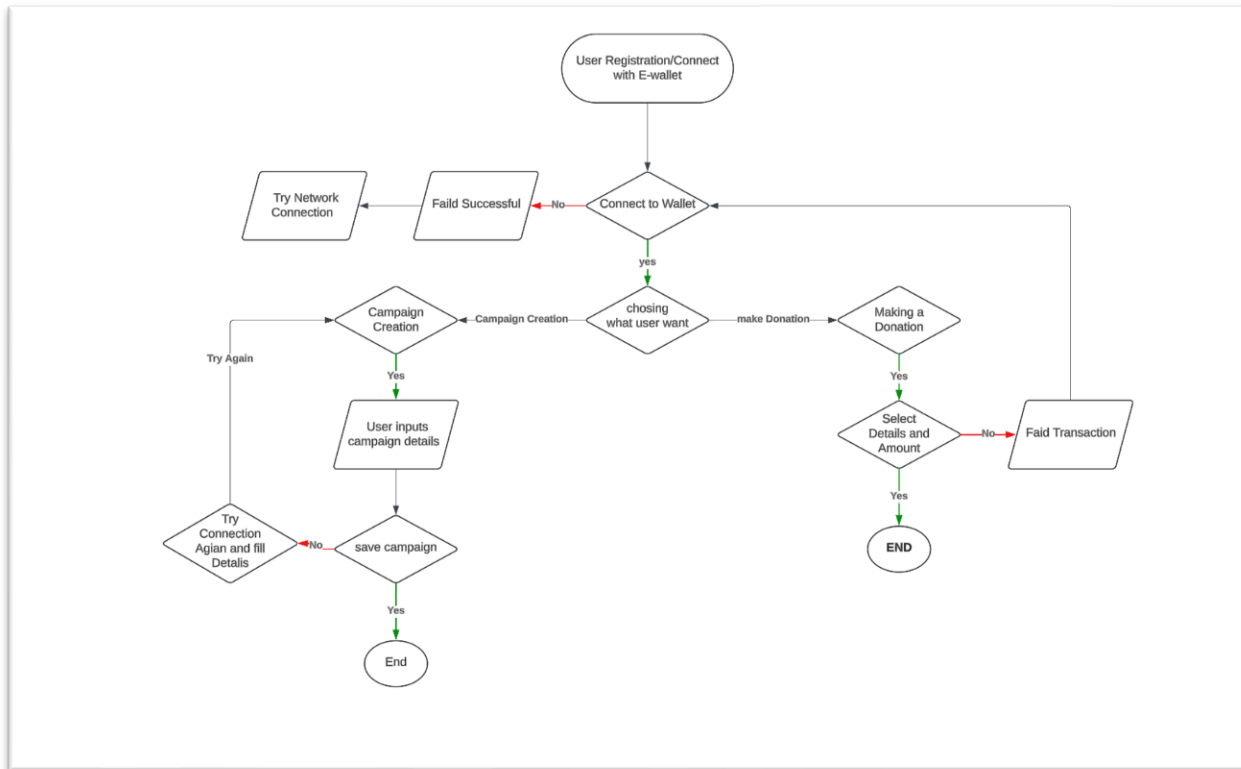 User Registration/Connect
with E-wallet
Try Network
Connection
Faild Successful
No
Connect to Wallet
yes
Campaign
Creation
Campaign Creation
chosing
what user want
make Donation
Making a
Donation
Try Again
Yes
Yes
User inputs
campaign details
Select
Details and
Amount
No
Faid Transaction
Yes
Try
Connection
Agian and fill
Detalis
No
save campaign
END
Yes
End